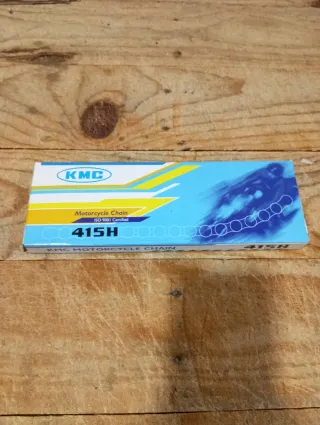 KMC
Motorcycle Chain
ISO 9001 Certified
415H
KMC MOTORCYCLE CHAIN 415H